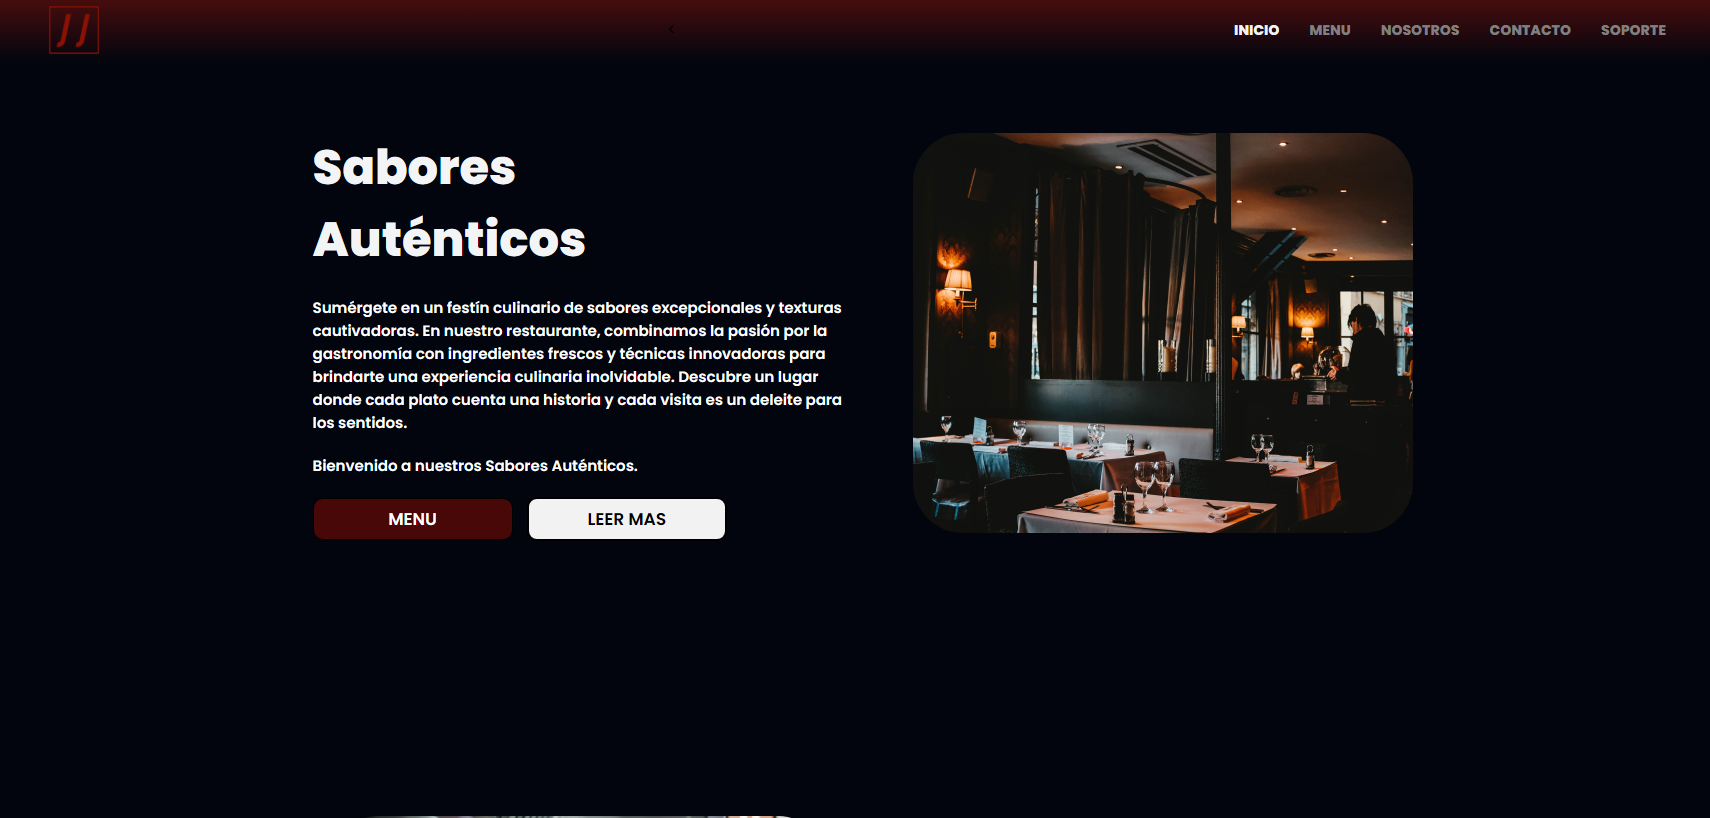 JJ
<
INICIO MENU NOSOTROS CONTACTO SOPORTE
Sabores
Auténticos
Sumérgete en un festín culinario de sabores excepcionales y texturas
cautivadoras. En nuestro restaurante, combinamos la pasión por la
gastronomía con ingredientes frescos y técnicas innovadoras para
brindarte una experiencia culinaria inolvidable. Descubre un lugar
donde cada plato cuenta una historia y cada visita es un deleite para
los sentidos.
Bienvenido a nuestros Sabores Auténticos.
MENU LEER MAS